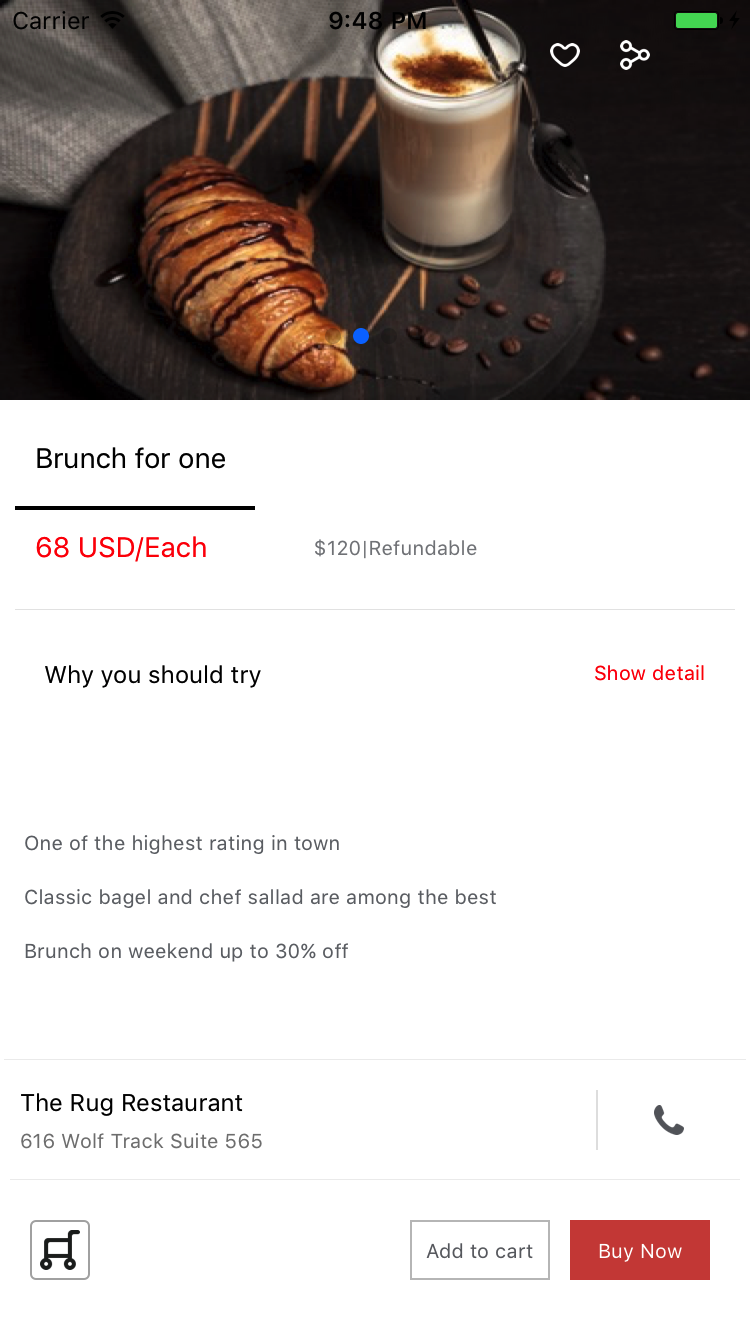 Carrier 9:48 PM
Brunch for one
68 USD/Each $120|Refundable
Why you should try Show detail
One of the highest rating in town
Classic bagel and chef sallad are among the best
Brunch on weekend up to 30% off
The Rug Restaurant
616 Wolf Track Suite 565
Add to cart Buy Now